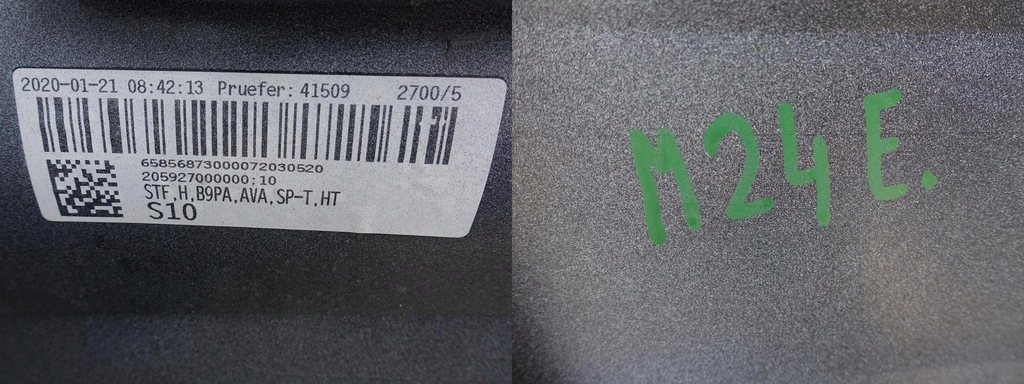 2020-01-21 08:42:13 Pruefer: 41509 2700/5
65856873000072030520
205927000000:10
STF,H,B9PA,AVA,SP-T,HT
S10
M24E.